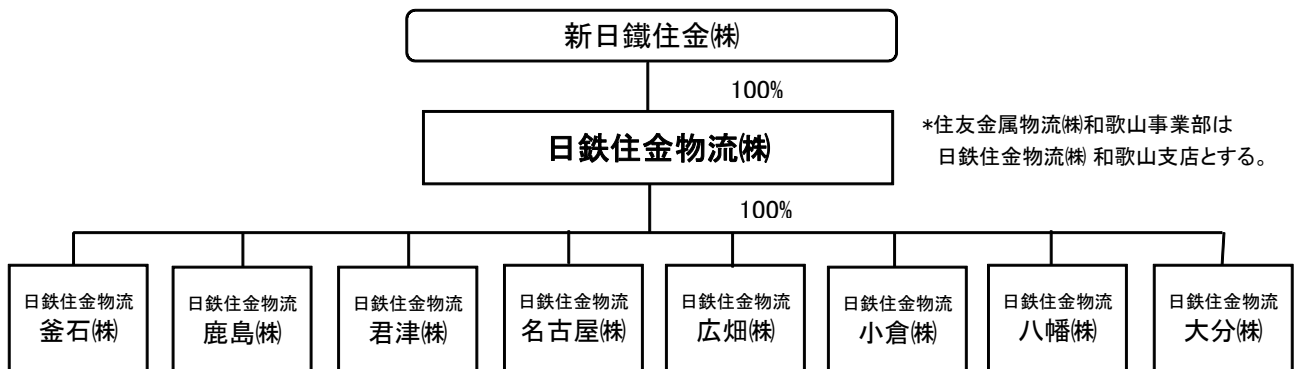 新日鐵住金㈱
100%
日鉄住金物流㈱
*住友金属物流㈱和歌山事業部は
日鉄住金物流㈱ 和歌山支店とする。
100%
日鉄住金物流
釜石㈱
日鉄住金物流
鹿島㈱
日鉄住金物流
君津㈱
日鉄住金物流
名古屋㈱
日鉄住金物流
広畑㈱
日鉄住金物流
小倉㈱
日鉄住金物流
八幡㈱
日鉄住金物流
大分㈱